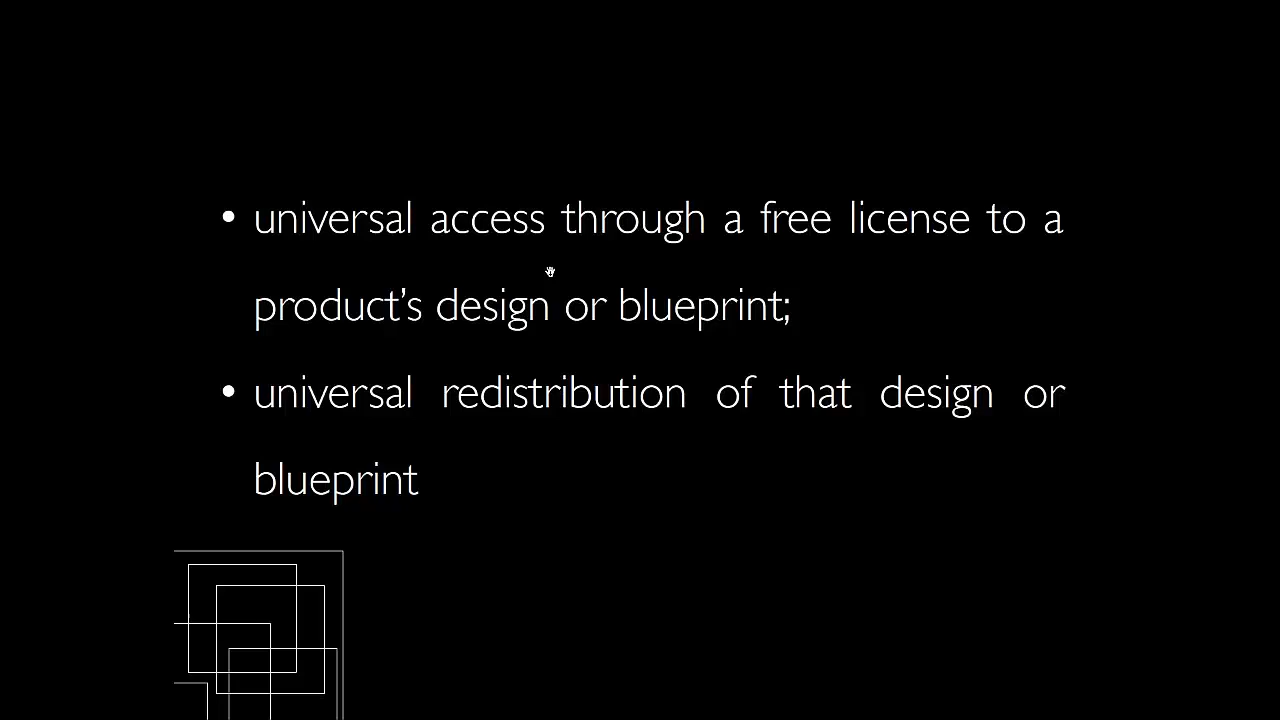 • universal access through a free license to a
product’s design or blueprint;
• universal redistribution of that design or
blueprint